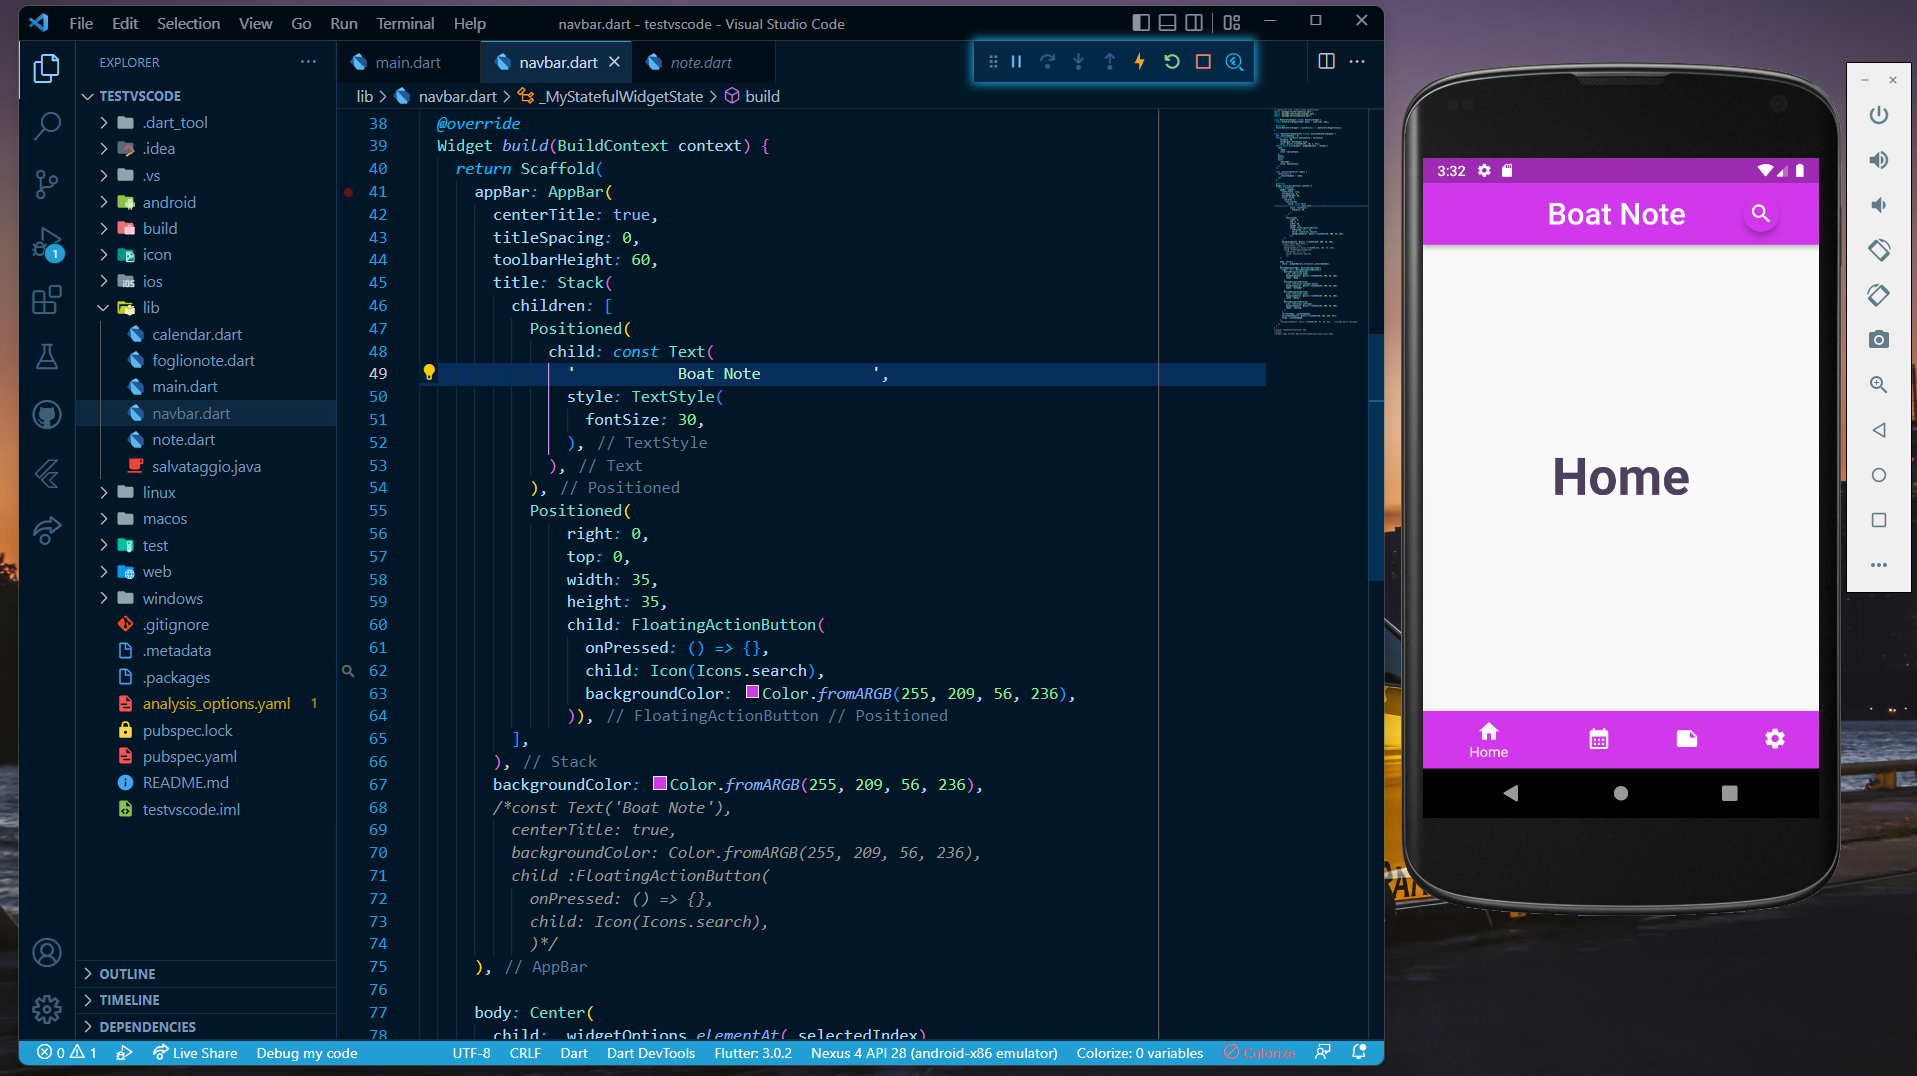 File Edit Selection View Go Run Terminal Help
navbar.dart - testvscode - Visual Studio Code
EXPLORER
TESTVSCODE
.dart_tool
.idea
.vs
android
build
icon
ios
lib
calendar.dart
foglionote.dart
main.dart
navbar.dart
note.dart
salvataggio.java
linux
macos
test
web
windows
.gitignore
.metadata
.packages
analysis_options.yaml 1
pubspec.lock
pubspec.yaml
README.md
testvscode.iml
OUTLINE
TIMELINE
DEPENDENCIES
1
main.dart
navbar.dart
note.dart
lib > navbar.dart > _MyStatefulWidgetState > build
38 @override
39 Widget build(BuildContext context) {
40 return Scaffold(
41 appBar: AppBar(
42 centerTitle: true,
43 titleSpacing: 0,
44 toolbarHeight: 60,
45 title: Stack(
46 children: [
47 Positioned(
48 child: const Text(
49 '           Boat Note            ',
50 style: TextStyle(
51 fontSize: 30,
52 ), // TextStyle
53 ), // Text
54 ), // Positioned
55 Positioned(
56 right: 0,
57 top: 0,
58 width: 35,
59 height: 35,
60 child: FloatingActionButton(
61 onPressed: () => {},
62 child: Icon(Icons.search),
63 backgroundColor: Color.fromARGB(255, 209, 56, 236),
64 )), // FloatingActionButton // Positioned
65 ],
66 ), // Stack
67 backgroundColor: Color.fromARGB(255, 209, 56, 236),
68 /*const Text('Boat Note'),
69 centerTitle: true,
70 backgroundColor: Color.fromARGB(255, 209, 56, 236),
71 child :FloatingActionButton(
72 onPressed: () => {},
73 child: Icon(Icons.search),
74 )*/
75 ), // AppBar
76
77 body: Center(
78 child: _widgetOptions.elementAt(_selectedIndex)
0 1 Live Share Debug my code UTF-8 CRLF Dart Dart DevTools Flutter: 3.0.2 Nexus 4 API 28 (android-x86 emulator) Colorize: 0 variables Colorize
3:32
Boat Note
Home
Home